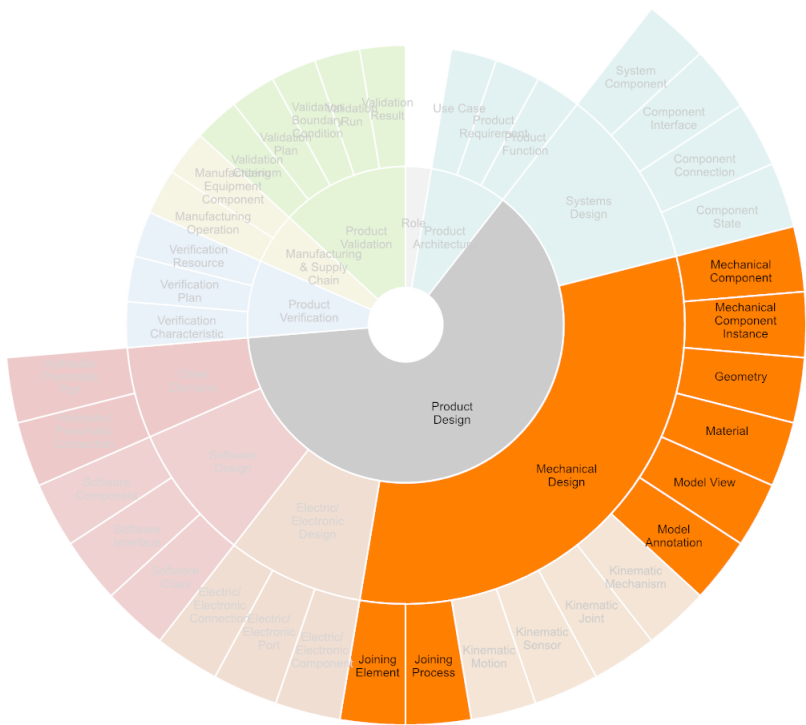 Use Case
Product
Requirement
Product
Function
System
Component
Component
Interface
Component
Connection
Component
State
Systems
Design
Role
Product
Architecture
Validation
Result
Validation
Run
Validation
Boundary
Condition
Validation
Plan
Validation
Product
Validation
Manufacturing
Equipment
Component
Manufacturing
Operation
Manufacturing
& Supply
Chain
Verification
Resource
Verification
Plan
Verification
Characteristic
Product
Verification
Product
Design
Mechanical
Design
Mechanical
Component
Mechanical
Component
Instance
Geometry
Material
Model View
Model
Annotation
Kinematic
Mechanism
Kinematic
Joint
Kinematic
Sensor
Kinematic
Motion
Joining
Process
Joining
Element
Electric/
Electronic
Component
Electric/
Electronic
Port
Electric/
Electronic
Connection
Electric/
Electronic
Design
Design